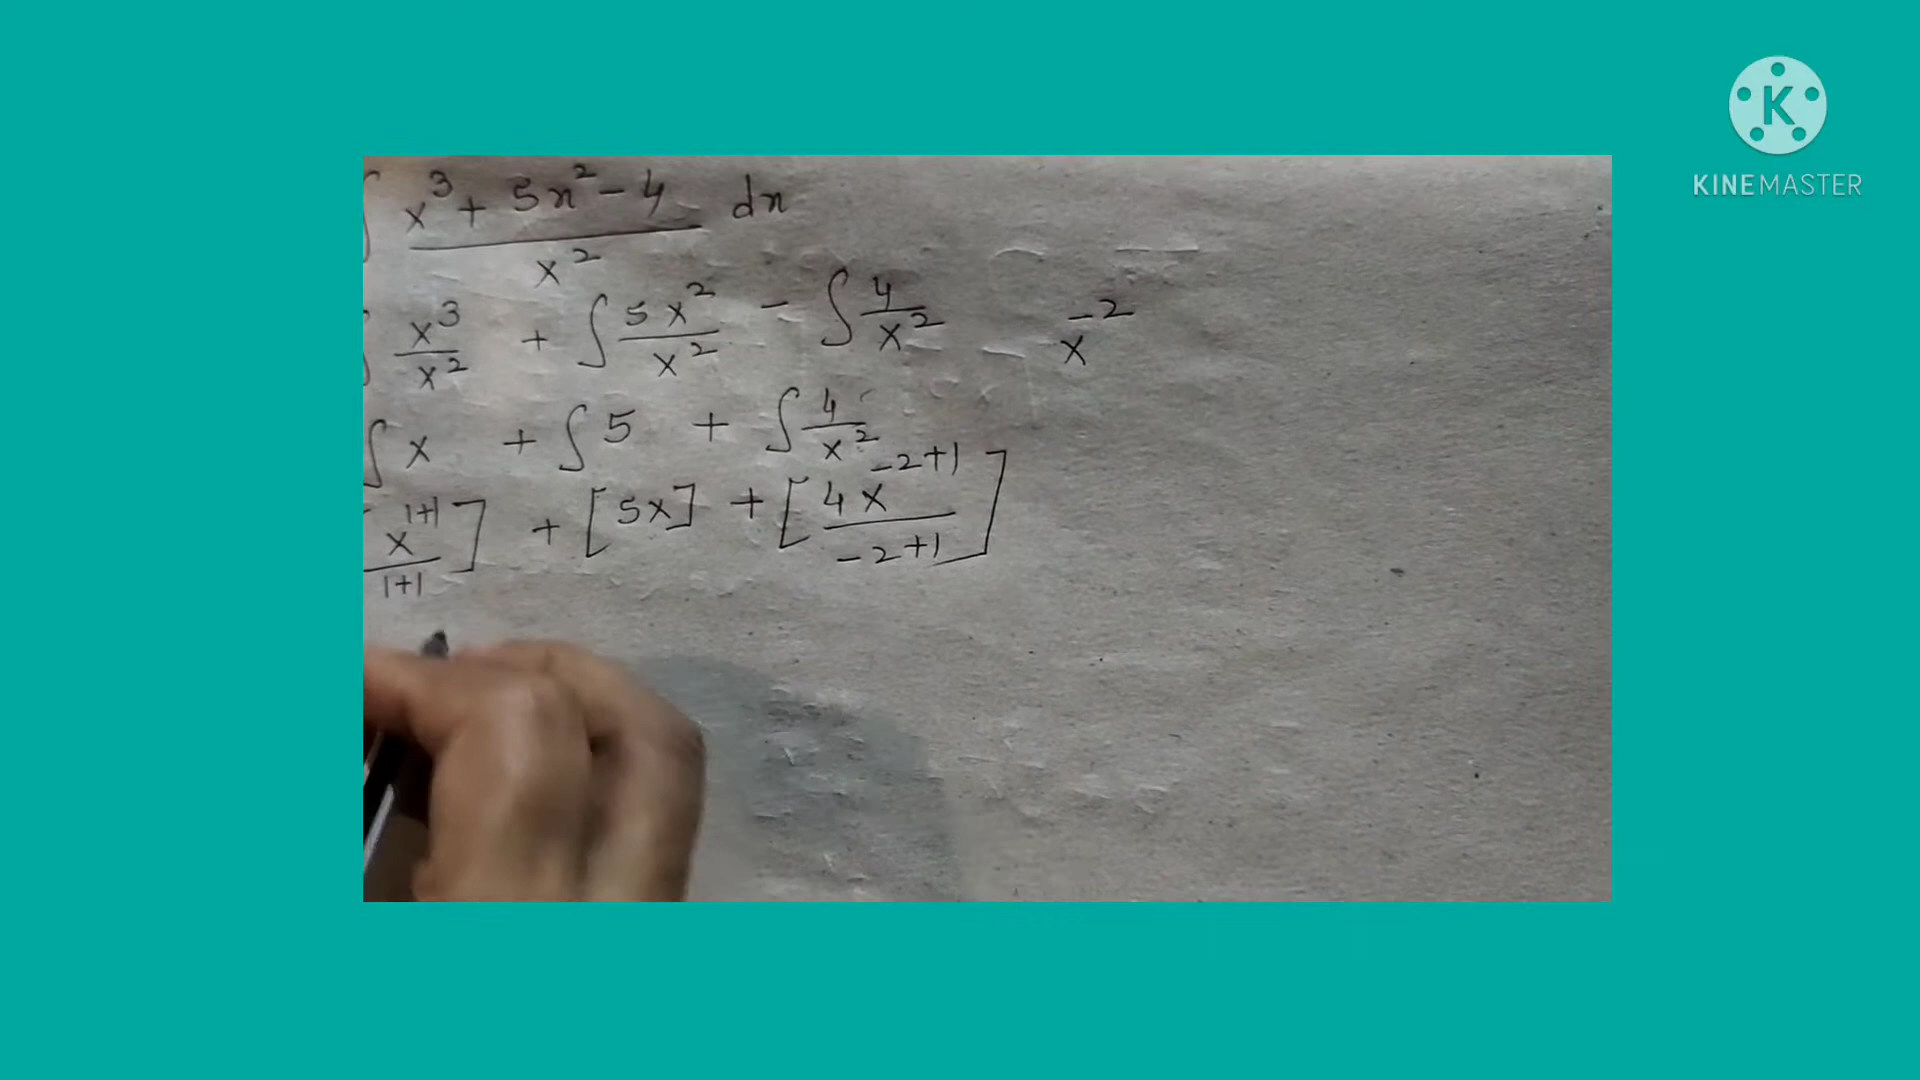 ∫ x³ + 5x² - 4 / x² dx
∫ x³/x² + ∫ 5x²/x² - ∫ 4/x² x⁻²
∫ x + ∫ 5 + ∫ 4/x²
[x¹⁺¹/1+1] + [5x] + [4x⁻²⁺¹/-2+1]
K
KINEMASTER